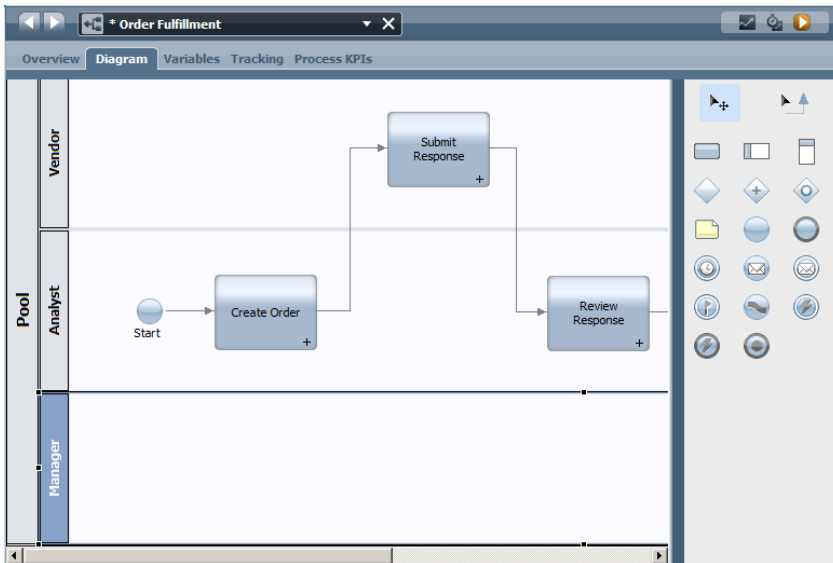 * Order Fulfillment
Overview Diagram Variables Tracking Process KPIs
Pool
Vendor
Submit
Response
Analyst
Start
Create Order
Review
Response
Manager